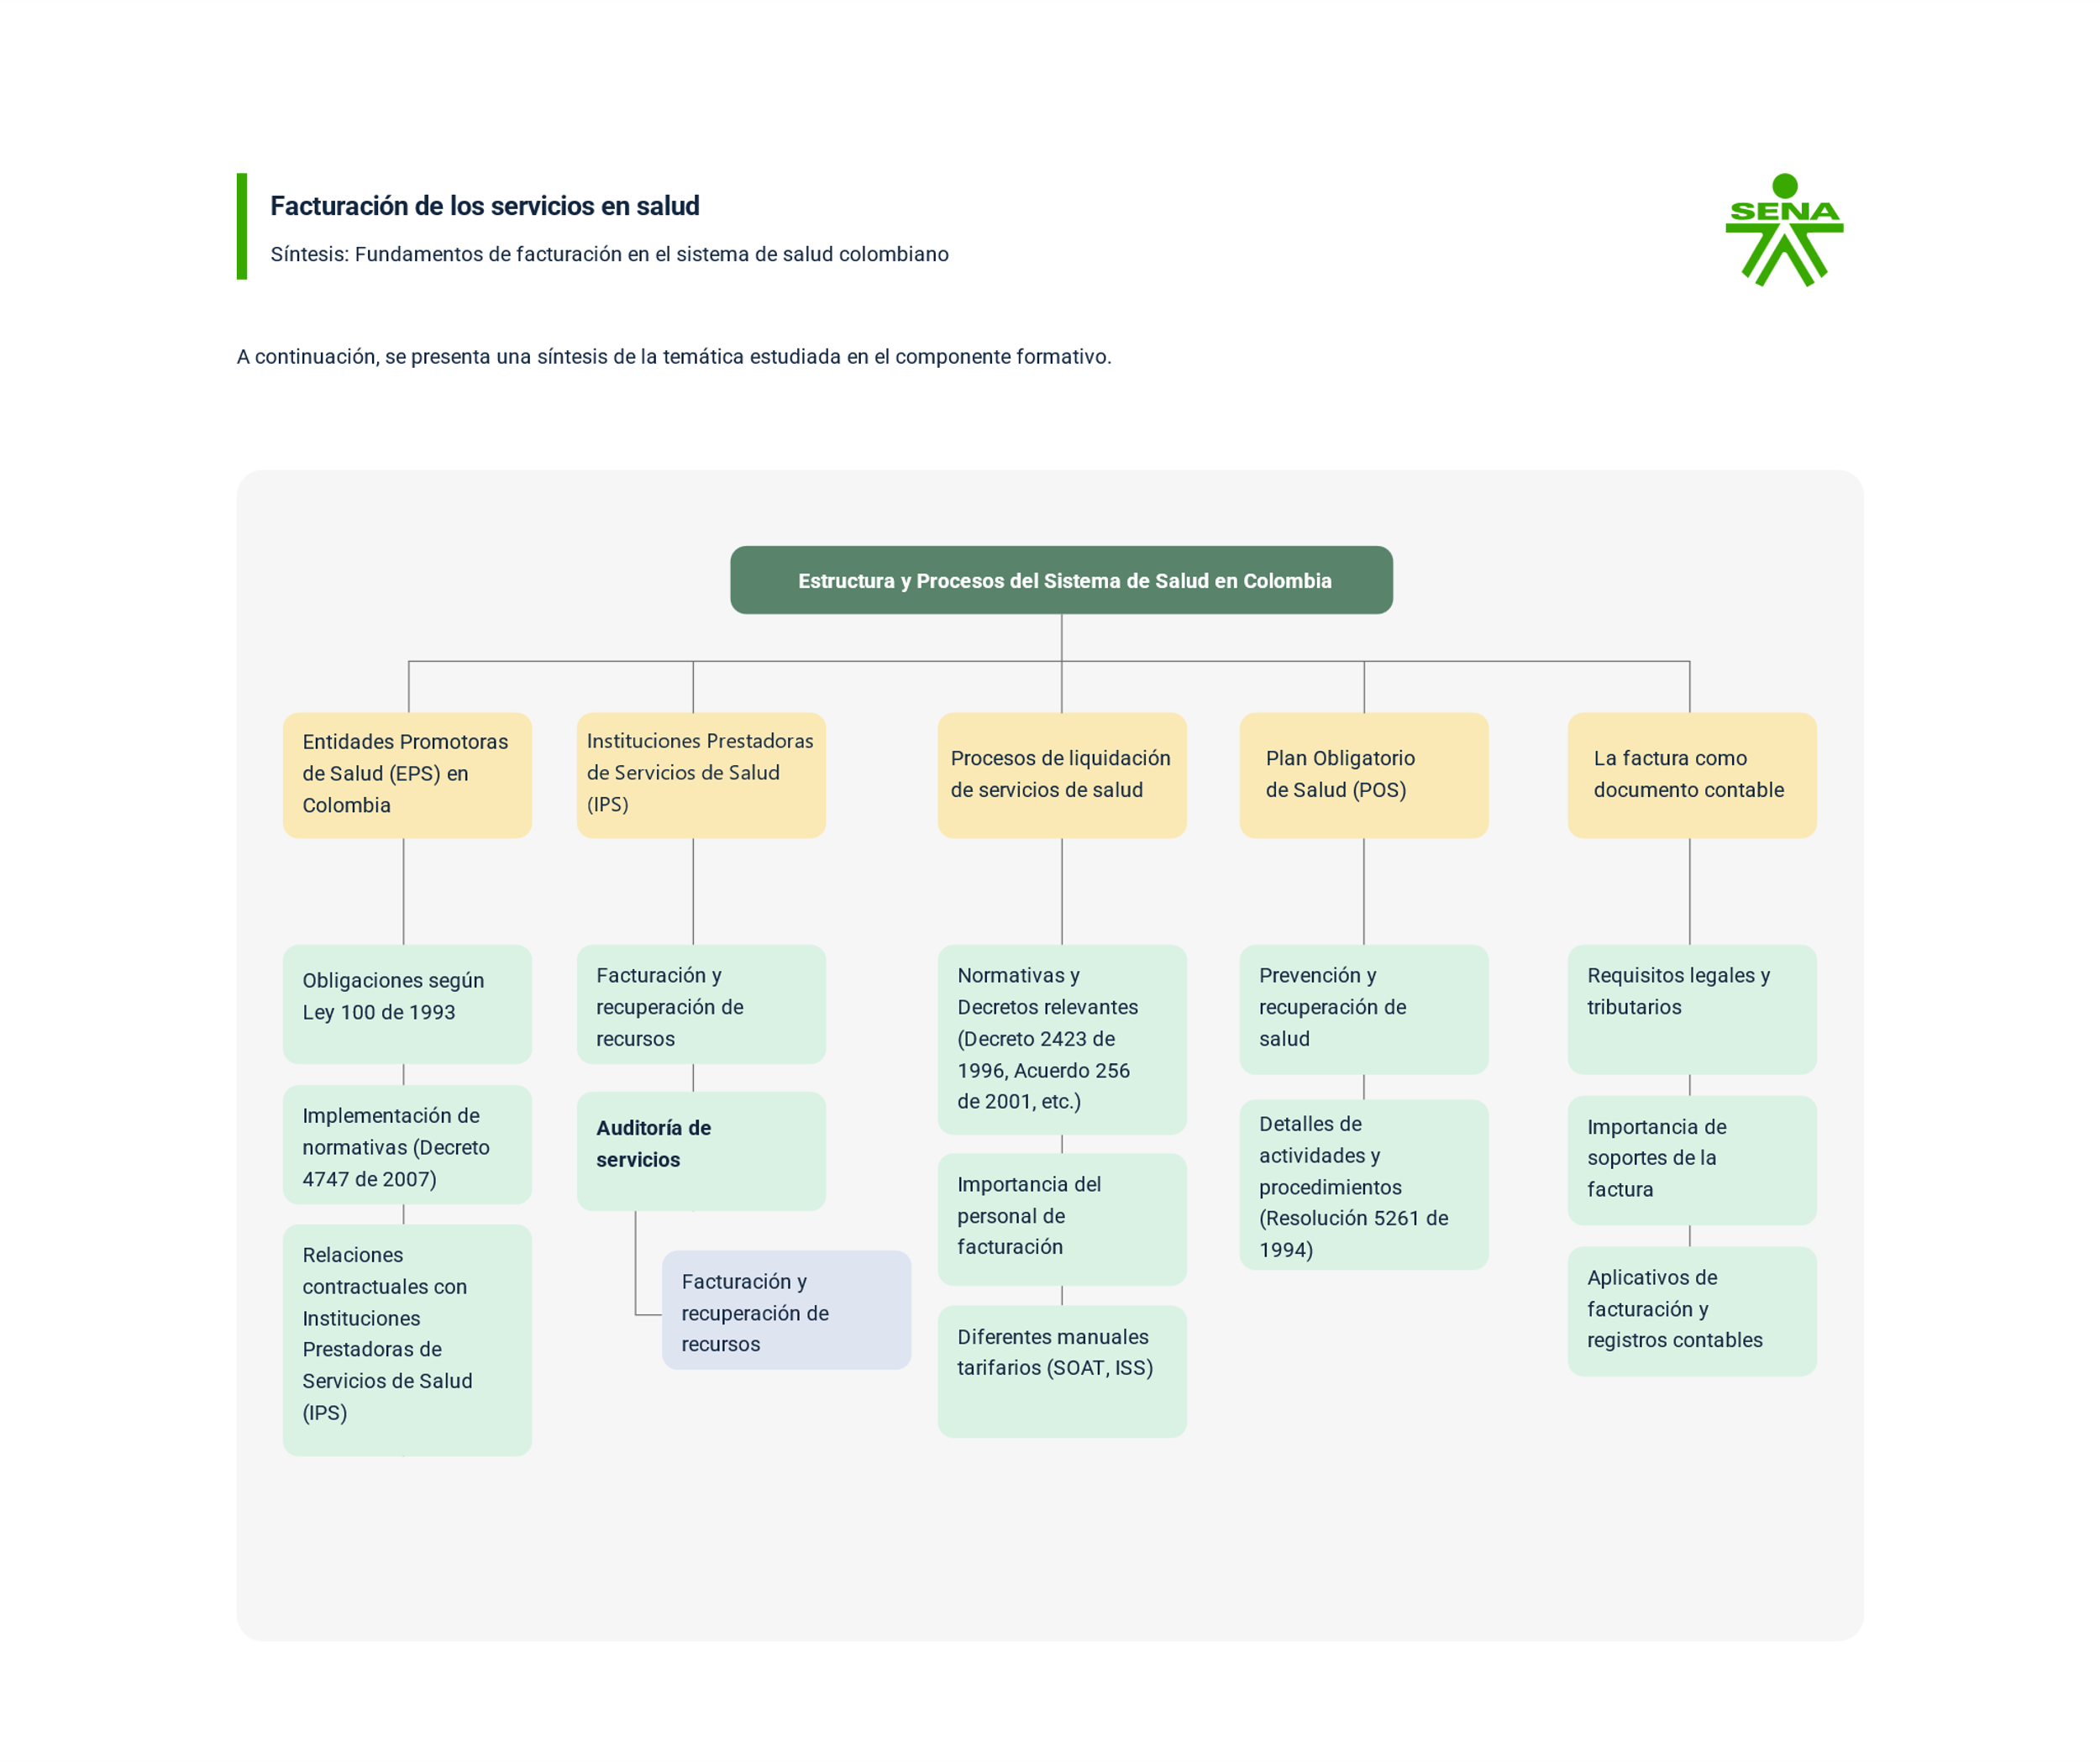 Facturación de los servicios en salud
Síntesis: Fundamentos de facturación en el sistema de salud colombiano
SENA
A continuación, se presenta una síntesis de la temática estudiada en el componente formativo.
Estructura y Procesos del Sistema de Salud en Colombia
Entidades Promotoras
de Salud (EPS) en
Colombia
Obligaciones según
Ley 100 de 1993
Implementación de
normativas (Decreto
4747 de 2007)
Relaciones
contractuales con
Instituciones
Prestadoras de
Servicios de Salud
(IPS)
Instituciones Prestadoras
de Servicios de Salud
(IPS)
Facturación y
recuperación de
recursos
Auditoría de
servicios
Facturación y
recuperación de
recursos
Procesos de liquidación
de servicios de salud
Normativas y
Decretos relevantes
(Decreto 2423 de
1996, Acuerdo 256
de 2001, etc.)
Importancia del
personal de
facturación
Diferentes manuales
tarifarios (SOAT, ISS)
Plan Obligatorio
de Salud (POS)
Prevención y
recuperación de
salud
Detalles de
actividades y
procedimientos
(Resolución 5261 de
1994)
La factura como
documento contable
Requisitos legales y
tributarios
Importancia de
soportes de la
factura
Aplicativos de
facturación y
registros contables